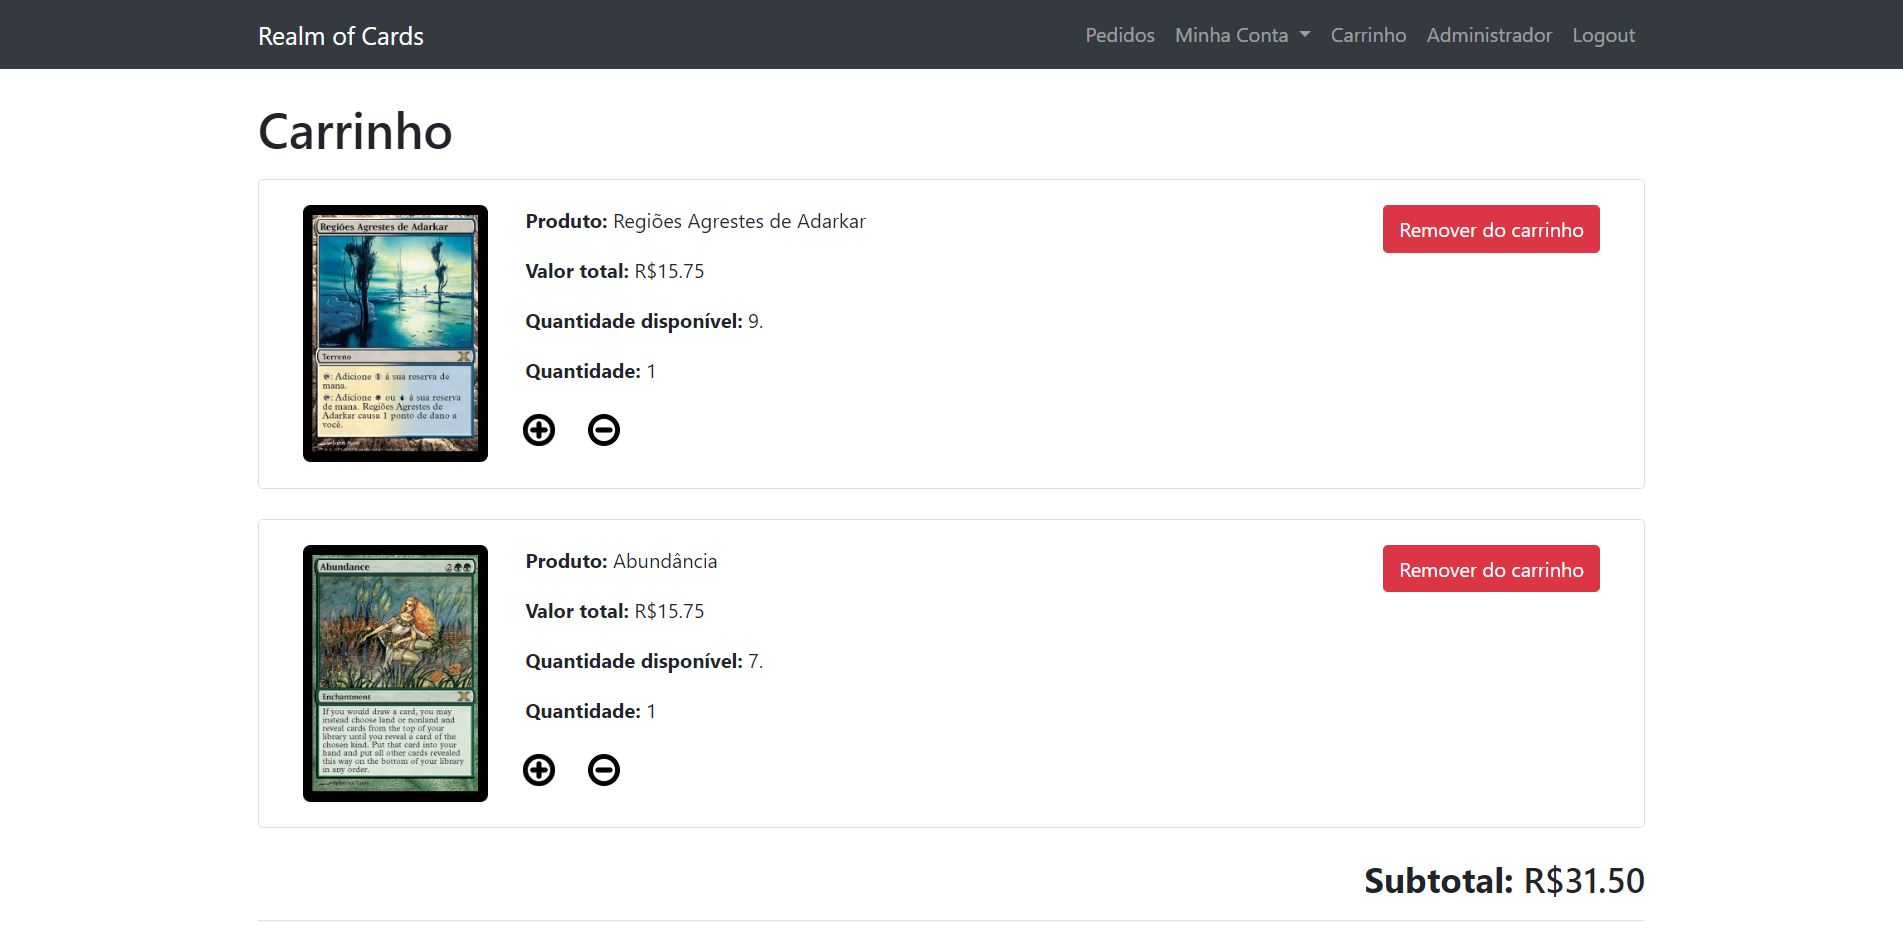 Realm of Cards
Pedidos Minha Conta Carrinho Administrador Logout
Carrinho
Regiões Agrestes de Adarkar
Terreno
: Adicione 1 à sua reserva de
mana.
: Adicione ou à sua reserva
de mana. Regiões Agrestes de
Adarkar causa 1 ponto de dano a
você.
Produto: Regiões Agrestes de Adarkar
Valor total: R$15.75
Quantidade disponível: 9.
Quantidade: 1
Remover do carrinho
Abundance 2
Enchantment
If you would draw a card, you may
instead choose land or nonland and
reveal cards from the top of your
library until you reveal a card of the
chosen kind. Put that card into your
hand and put all other cards revealed
this way on the bottom of your library
in any order.
Produto: Abundância
Valor total: R$15.75
Quantidade disponível: 7.
Quantidade: 1
Remover do carrinho
Subtotal: R$31.50